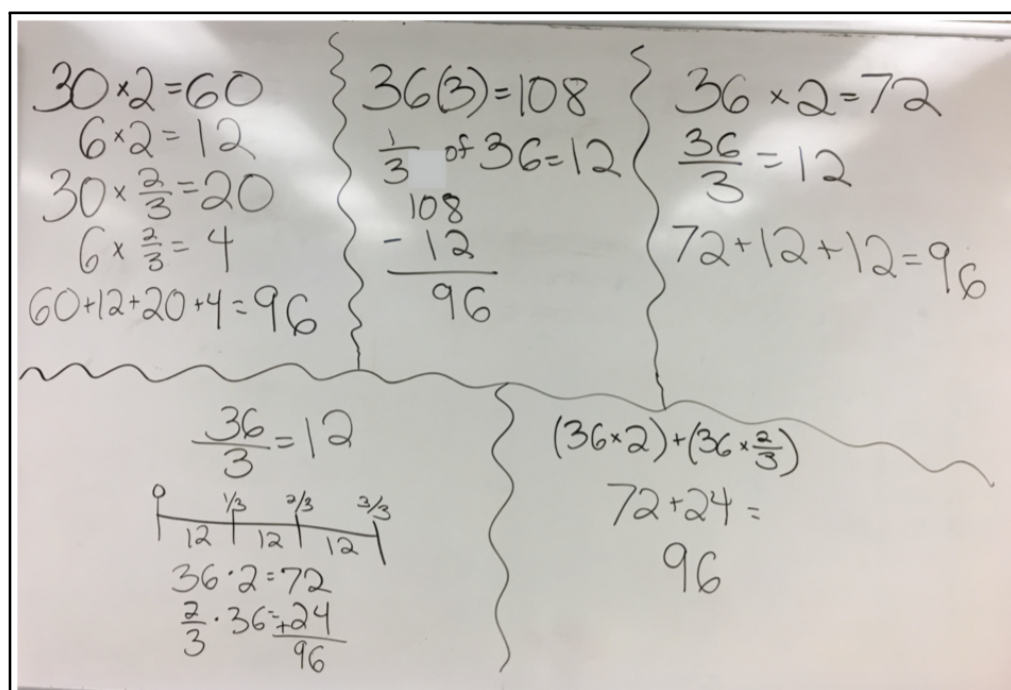 30 × 2 = 60
6 × 2 = 12
30 × 2/3 = 20
6 × 2/3 = 4
60 + 12 + 20 + 4 = 96
36(3) = 108
1/3 of 36 = 12
108
- 12
96
36 × 2 = 72
36/3 = 12
72 + 12 + 12 = 96
36/3 = 12
0 1/3 2/3 3/3
12 12 12
36 · 2 = 72
2/3 · 36 = + 24
96
(36 × 2) + (36 × 2/3)
72 + 24 =
96